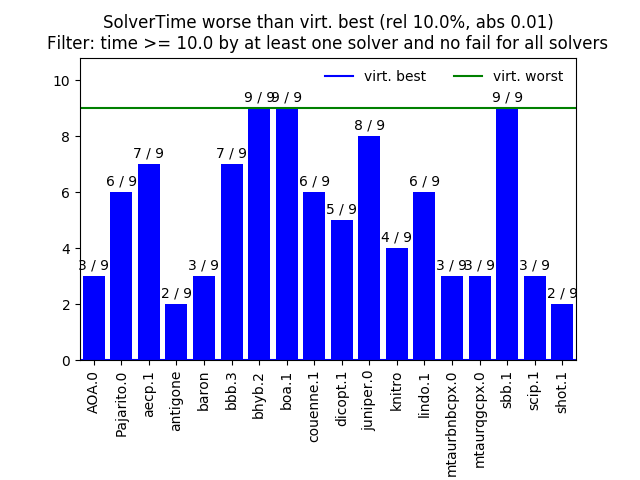 SolverTime worse than virt. best (rel 10.0%, abs 0.01)
Filter: time >= 10.0 by at least one solver and no fail for all solvers
virt. best
virt. worst
10
8
6
4
2
0
3 / 9
6 / 9
7 / 9
2 / 9
3 / 9
7 / 9
9 / 9
9 / 9
6 / 9
5 / 9
8 / 9
4 / 9
6 / 9
3 / 9
3 / 9
9 / 9
3 / 9
2 / 9
AOA.0
Pajarito.0
aecp.1
antigone
baron
bbb.3
bhyb.2
boa.1
couenne.1
dicopt.1
juniper.0
knitro
lindo.1
mtaurbnbcpx.0
mtaurqgcpx.0
sbb.1
scip.1
shot.1